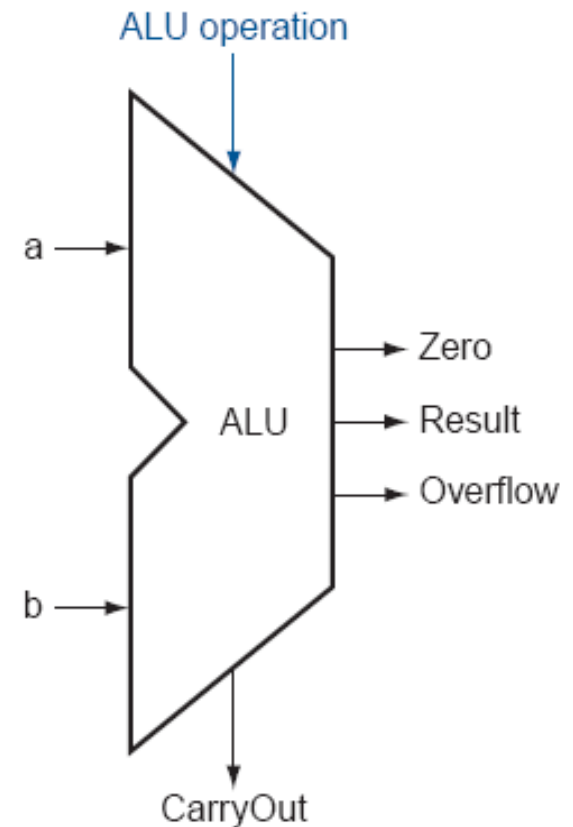 ALU operation
a
Zero
ALU
Result
Overflow
b
CarryOut